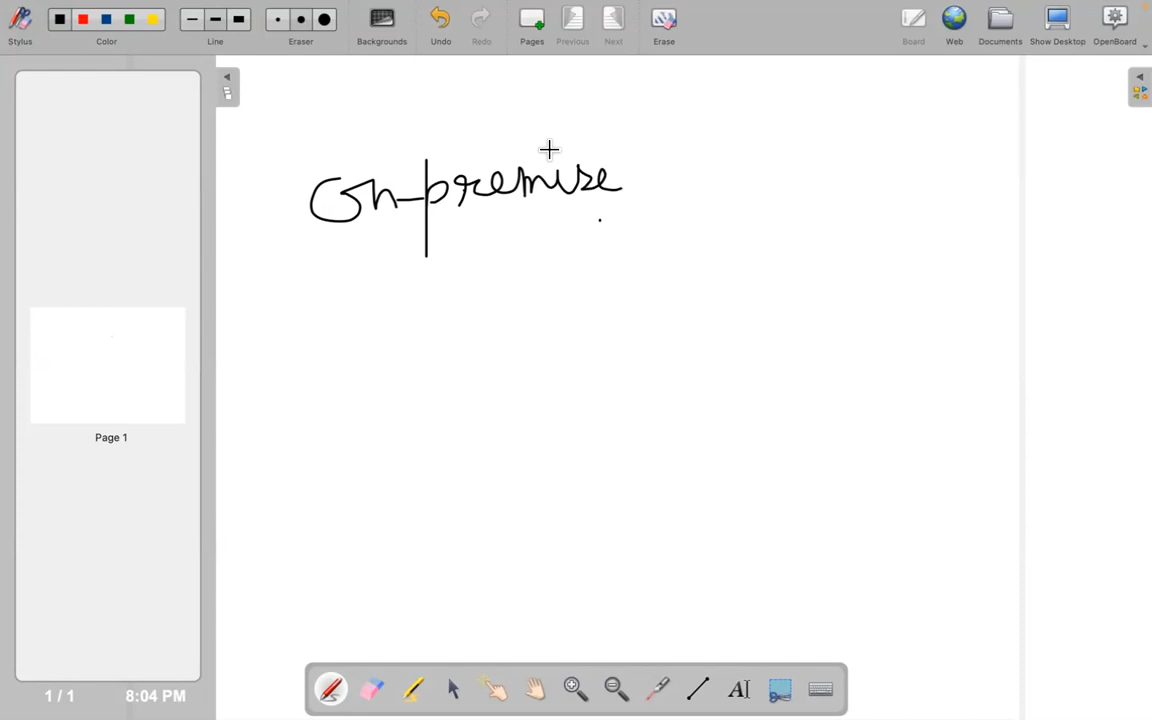 Stylus
Color
Line
Eraser
Backgrounds
Undo
Redo
Pages
Previous
Next
Erase
Board
Web
Documents
Show Desktop
OpenBoard
On-premise
Page 1
1 / 1
8:04 PM